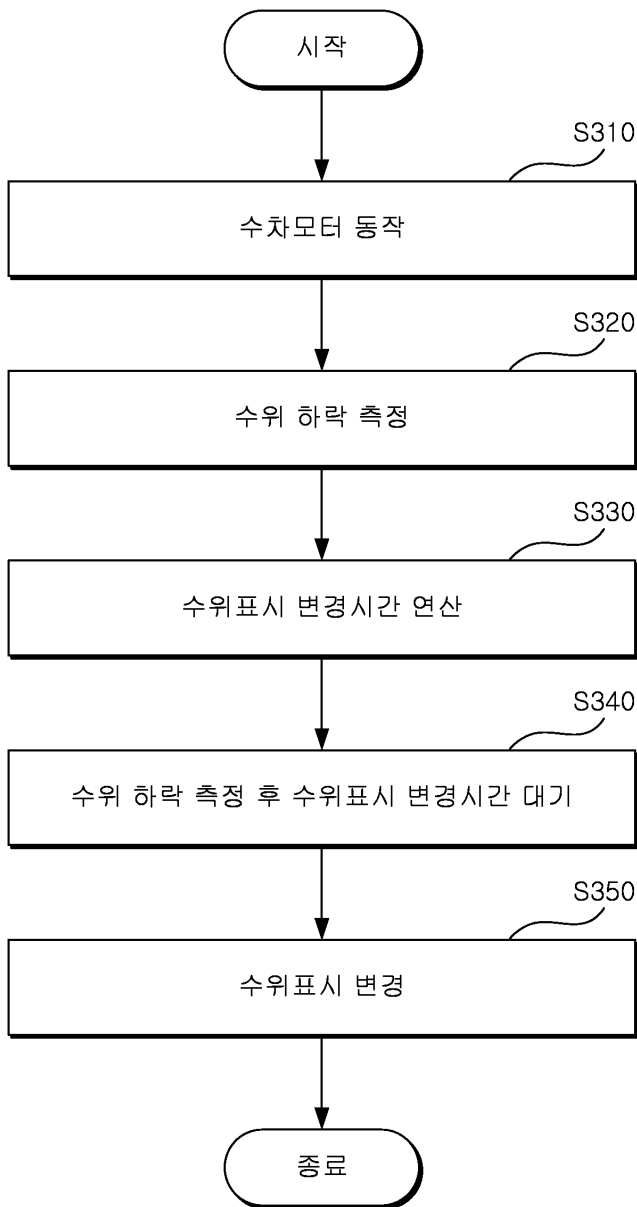 시작
S310
수차모터 동작
S320
수위 하락 측정
S330
수위표시 변경시간 연산
S340
수위 하락 측정 후 수위표시 변경시간 대기
S350
수위표시 변경
종료